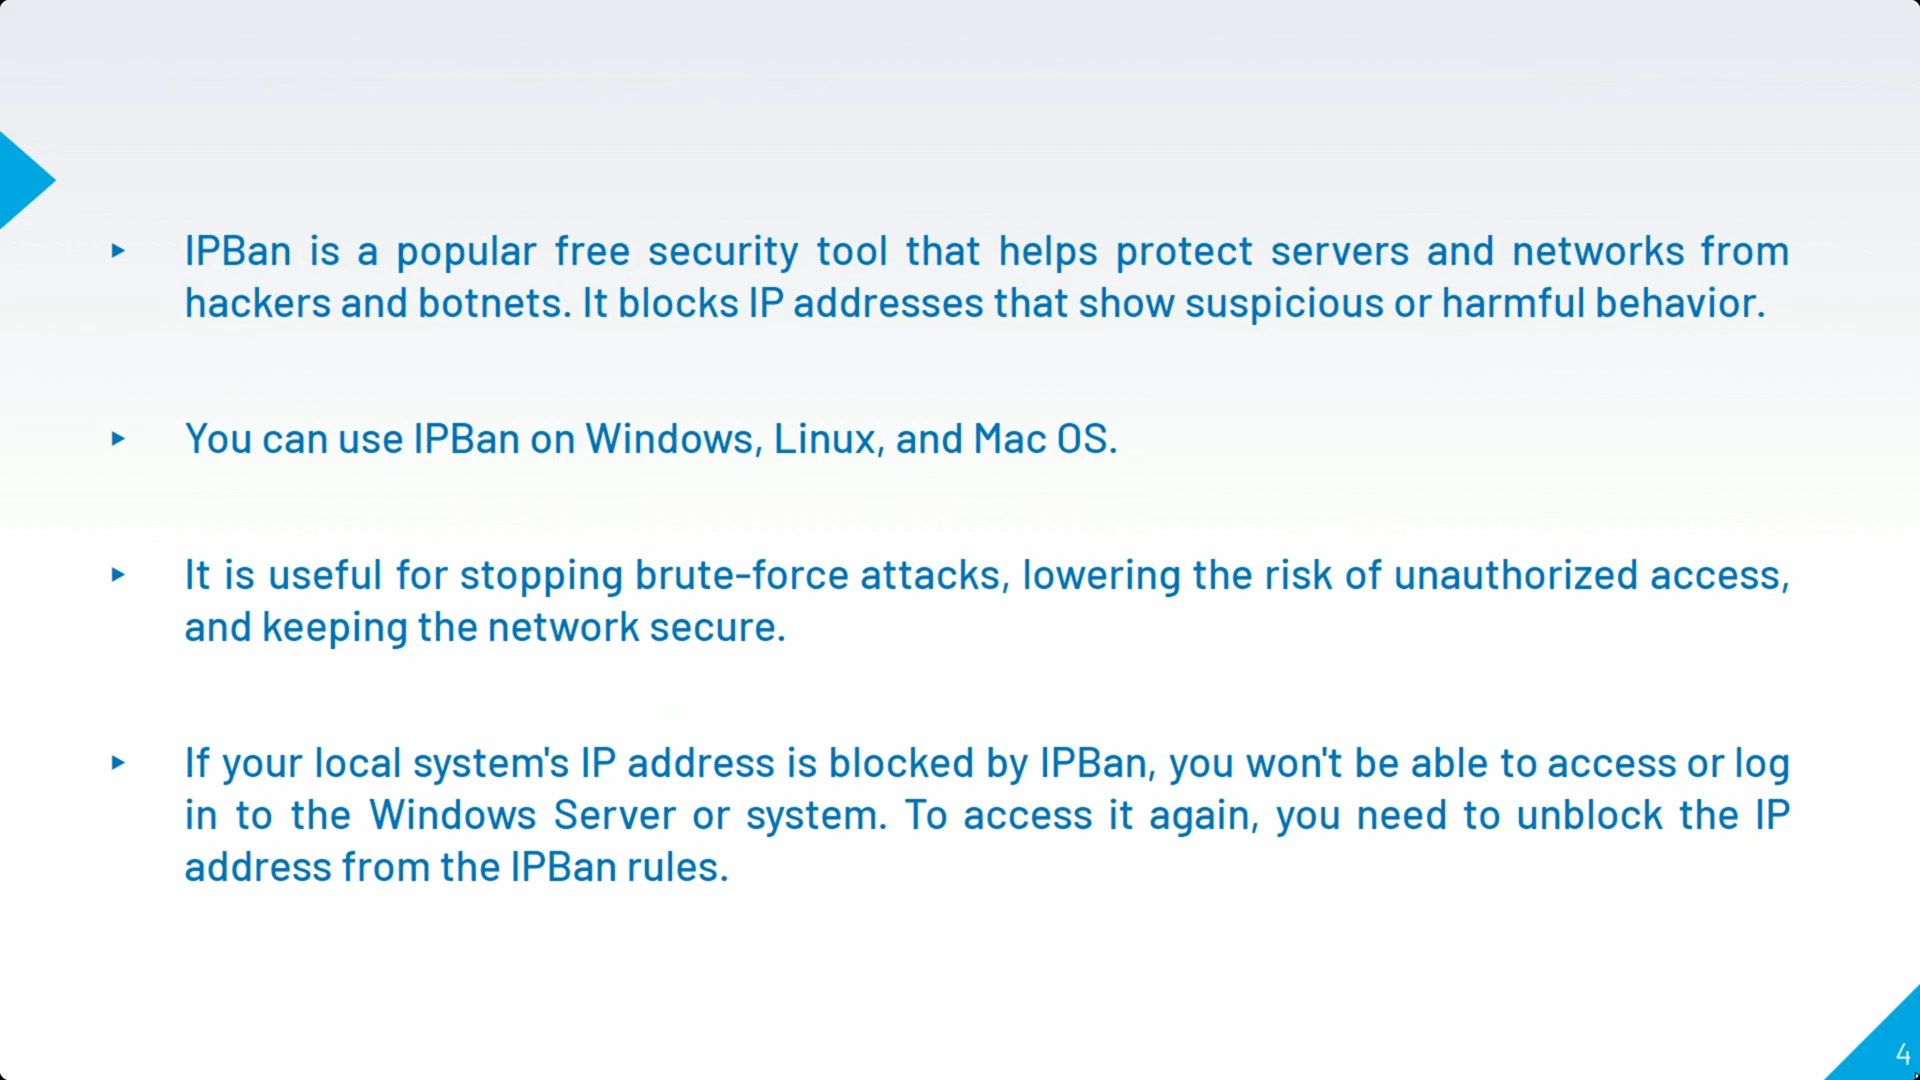 ‣ IPBan is a popular free security tool that helps protect servers and networks from
hackers and botnets. It blocks IP addresses that show suspicious or harmful behavior.
‣ You can use IPBan on Windows, Linux, and Mac OS.
‣ It is useful for stopping brute-force attacks, lowering the risk of unauthorized access,
and keeping the network secure.
‣ If your local system's IP address is blocked by IPBan, you won't be able to access or log
in to the Windows Server or system. To access it again, you need to unblock the IP
address from the IPBan rules.
4